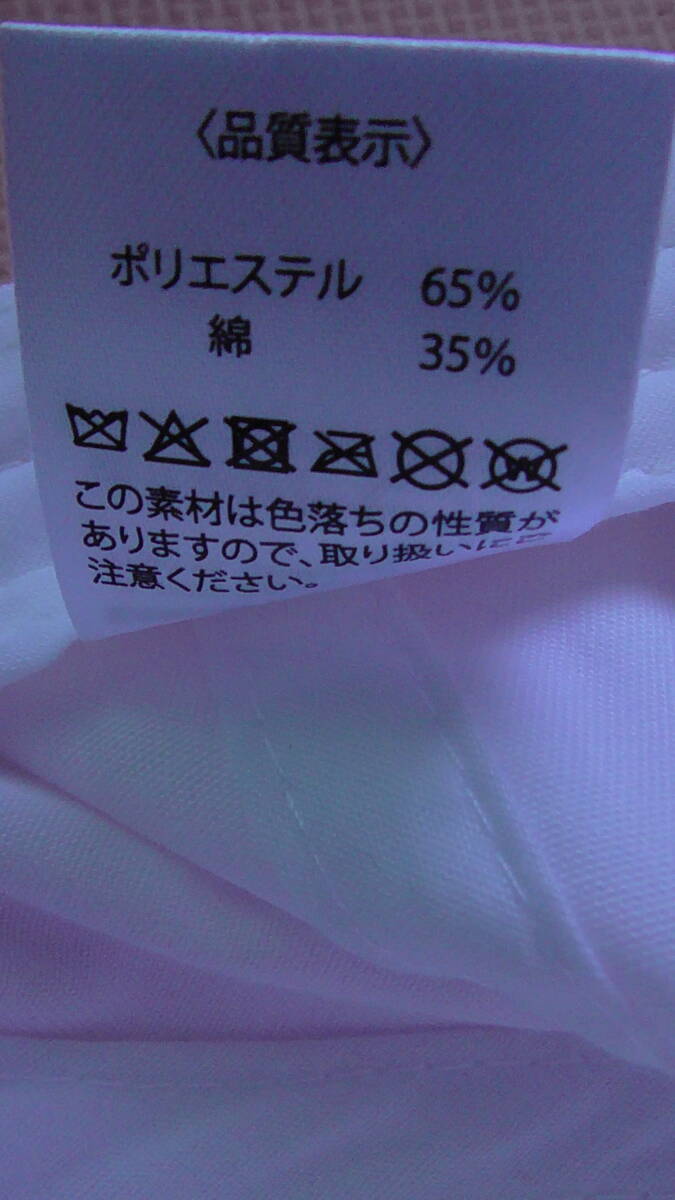 〈品質表示〉
ポリエステル 65%
綿 35%
この素材は色落ちの性質が
ありますので、取り扱いに
注意ください。